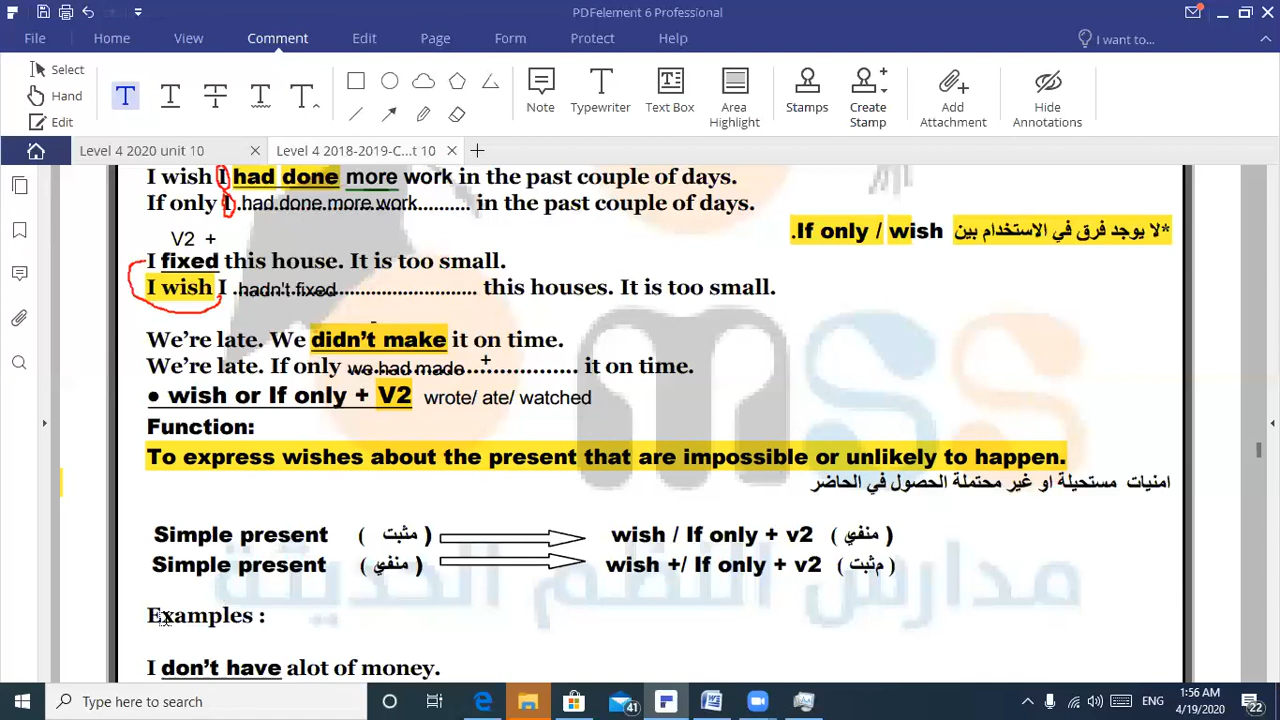 PDFelement 6 Professional
File Home View Comment Edit Page Form Protect Help I want to...
Select
Hand
Edit
Note Typewriter Text Box Area Highlight Stamps Create Stamp Add Attachment Hide Annotations
Level 4 2020 unit 10 Level 4 2018-2019-C...t 10
I wish I had done more work in the past couple of days.
If only I had done more work in the past couple of days.
*لا يوجد فرق في الاستخدام بين If only / wish.
V2 +
I fixed this house. It is too small.
I wish I hadn't fixed this houses. It is too small.
We’re late. We didn’t make it on time.
We’re late. If only we had made + it on time.
● wish or If only + V2 wrote/ ate/ watched
Function:
To express wishes about the present that are impossible or unlikely to happen.
امنيات مستحيلة او غير محتملة الحصول في الحاضر
Simple present ( مثبت ) wish / If only + v2 ( منفي )
Simple present ( منفي ) wish +/ If only + v2 ( مثبت )
مدارس النظم الحديثة
Examples :
I don’t have alot of money.
Type here to search
41
ENG
1:56 AM
4/19/2020
22